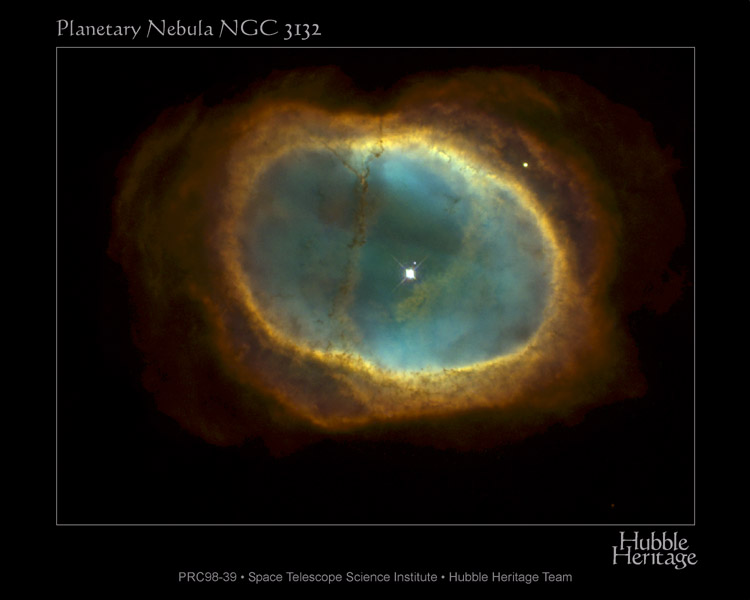 Planetary Nebula NGC 3132
Hubble
Heritage
PRC98-39 • Space Telescope Science Institute • Hubble Heritage Team